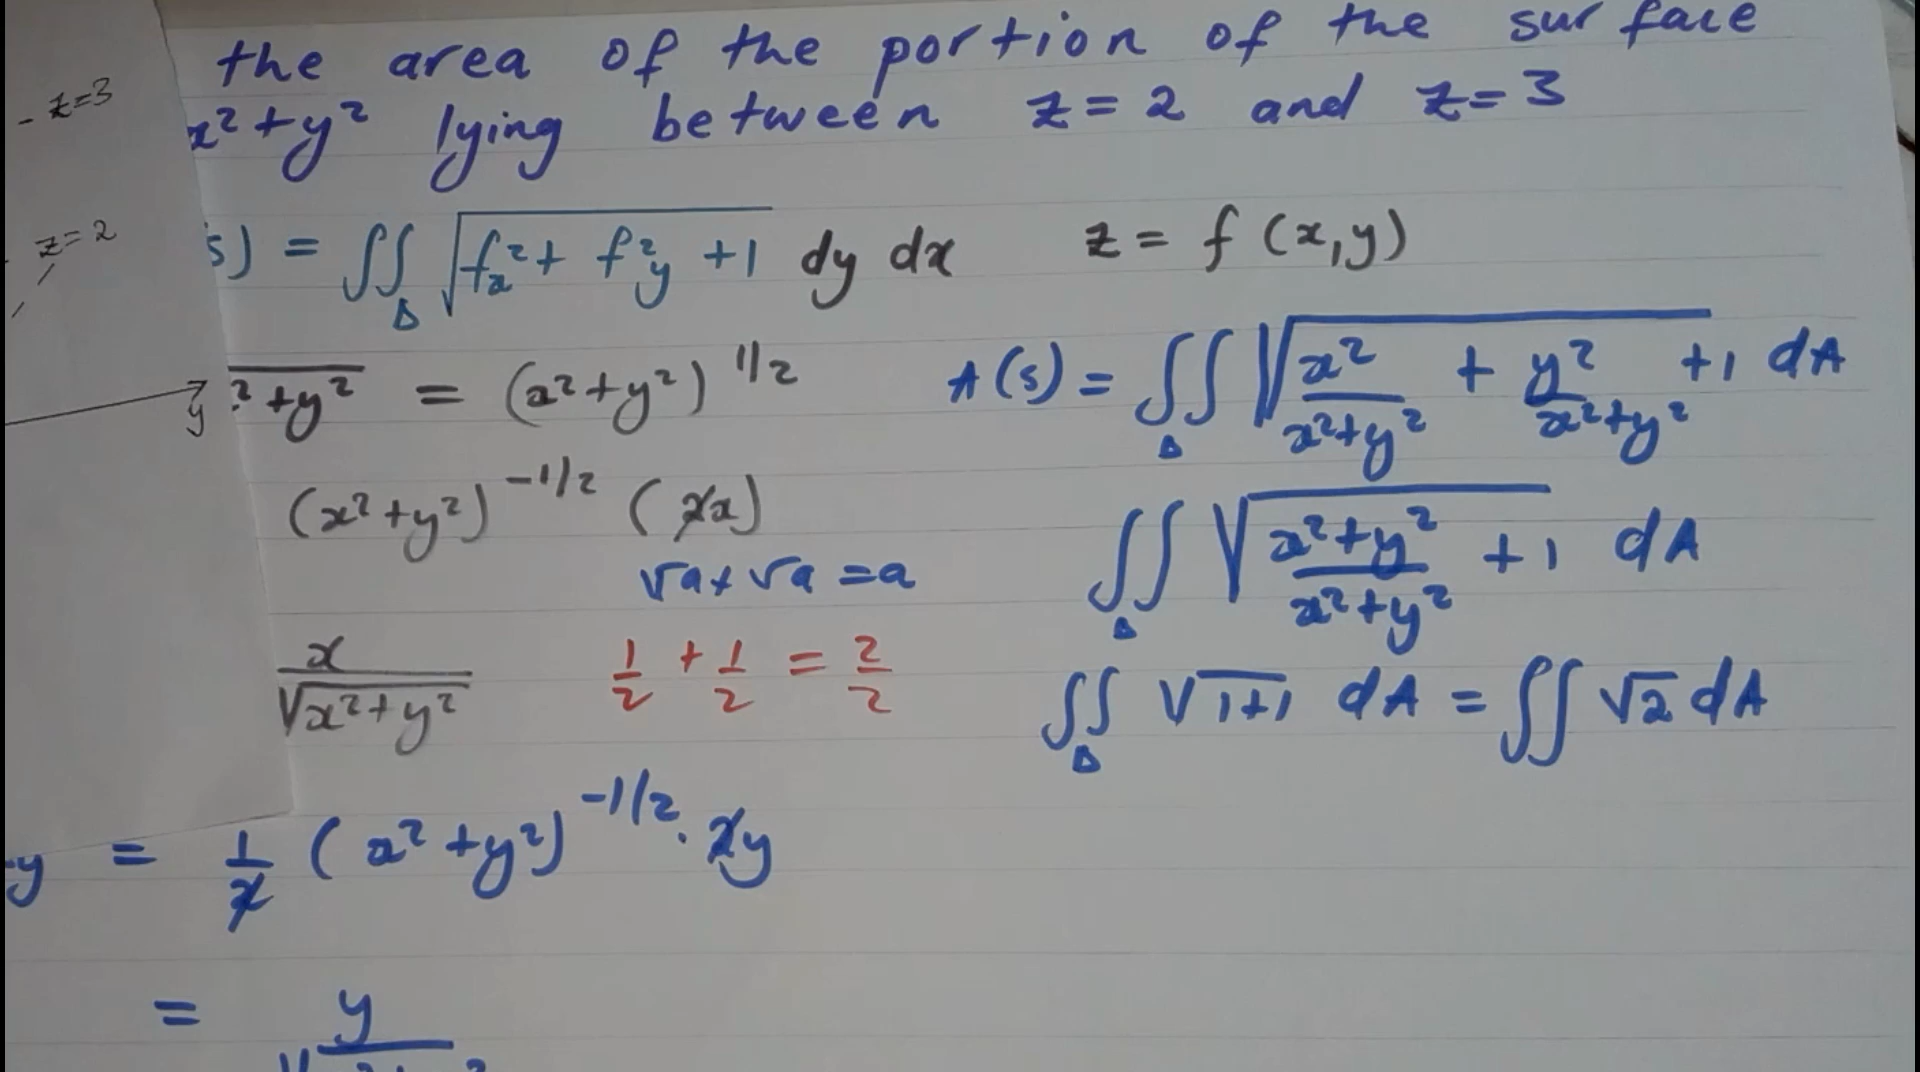 the area of the portion of the surface
x²+y² lying between z=2 and z=3
- z=3
z=2
s) = ∬_D √(f_x² + f²_y + 1) dy dx
z = f(x,y)
²+y² = (x²+y²)^1/2
y
A(s) = ∬_D √(x²/(x²+y²) + y²/(x²+y²) + 1) dA
(x²+y²)^-1/2 (2x)
√a × √a = a
∬_D √((x²+y²)/(x²+y²) + 1) dA
x/√(x²+y²)
1/2 + 1/2 = 2/2
∬_D √(1+1) dA = ∬ √2 dA
y = 1/2 (x²+y²)^-1/2 . 2y
= y/√